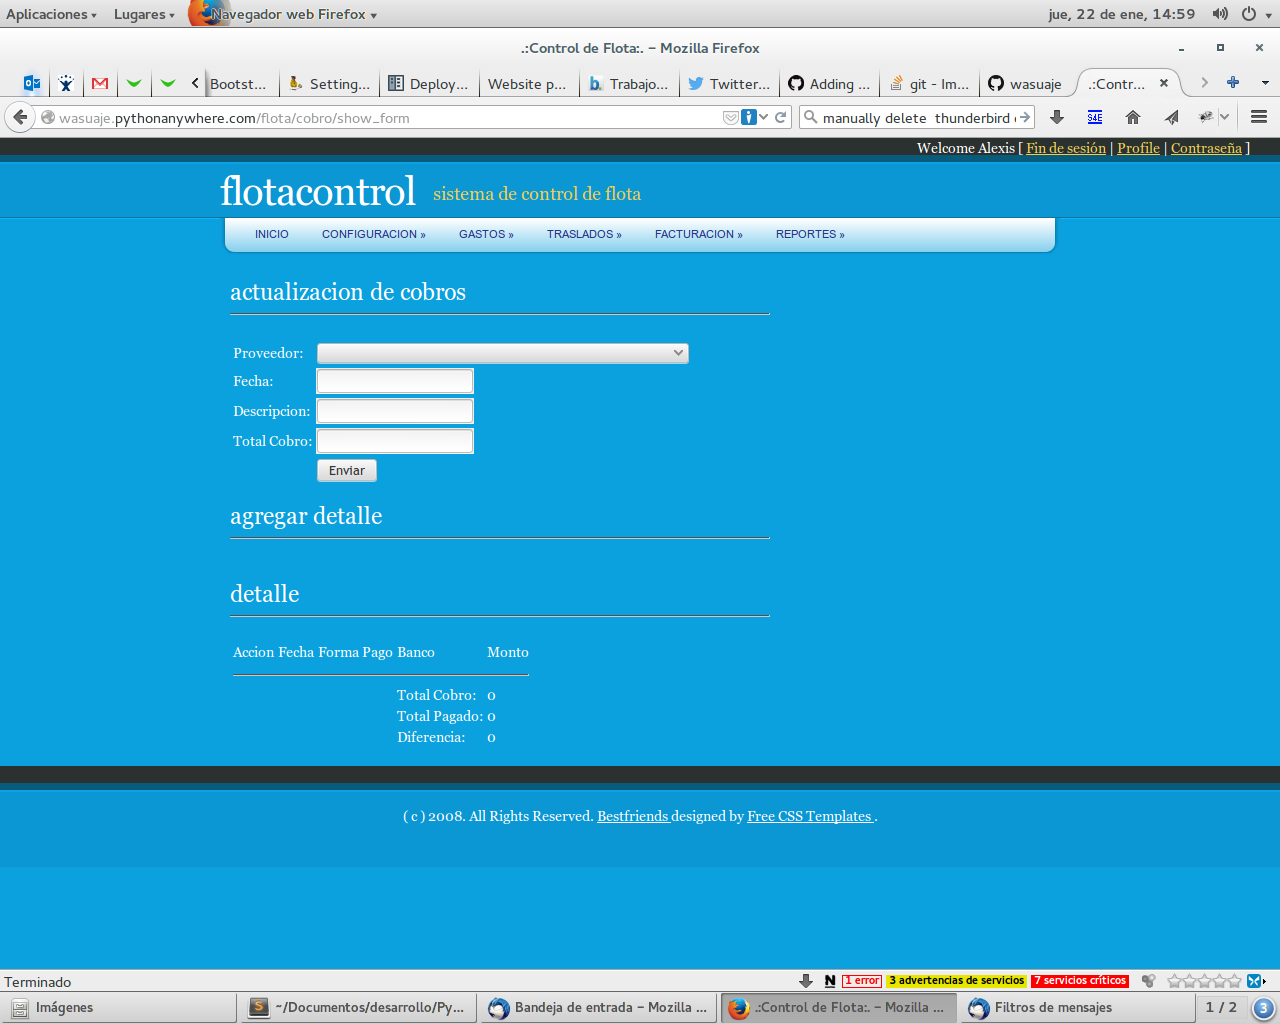 Aplicaciones Lugares Navegador web Firefox jue, 22 de ene, 14:59
.:Control de Flota:. – Mozilla Firefox
Bootst... Setting... Deploy... Website p... Trabajo... Twitter... Adding ... git - Im... wasuaje .:Contr...
wasuaje.pythonanywhere.com/flota/cobro/show_form manually delete thunderbird
Welcome Alexis [ Fin de sesión | Profile | Contraseña ]
flotacontrol sistema de control de flota
INICIO CONFIGURACION » GASTOS » TRASLADOS » FACTURACION » REPORTES »
actualizacion de cobros
Proveedor:
Fecha:
Descripcion:
Total Cobro:
Enviar
agregar detalle
detalle
Accion Fecha Forma Pago Banco Monto
Total Cobro: 0
Total Pagado: 0
Diferencia: 0
( c ) 2008. All Rights Reserved. Bestfriends designed by Free CSS Templates .
Terminado N 1 error 3 advertencias de servicios 7 servicios críticos
Imágenes ~/Documentos/desarrollo/Py... Bandeja de entrada – Mozilla ... .:Control de Flota:. – Mozilla ... Filtros de mensajes 1 / 2 3